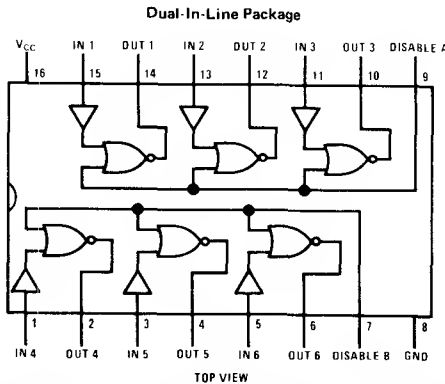 Dual-In-Line Package
VCC IN 1 OUT 1 IN 2 OUT 2 IN 3 OUT 3 DISABLE A
16 15 14 13 12 11 10 9
1 2 3 4 5 6 7 8
IN 4 OUT 4 IN 5 OUT 5 IN 6 OUT 6 DISABLE B GND
TOP VIEW